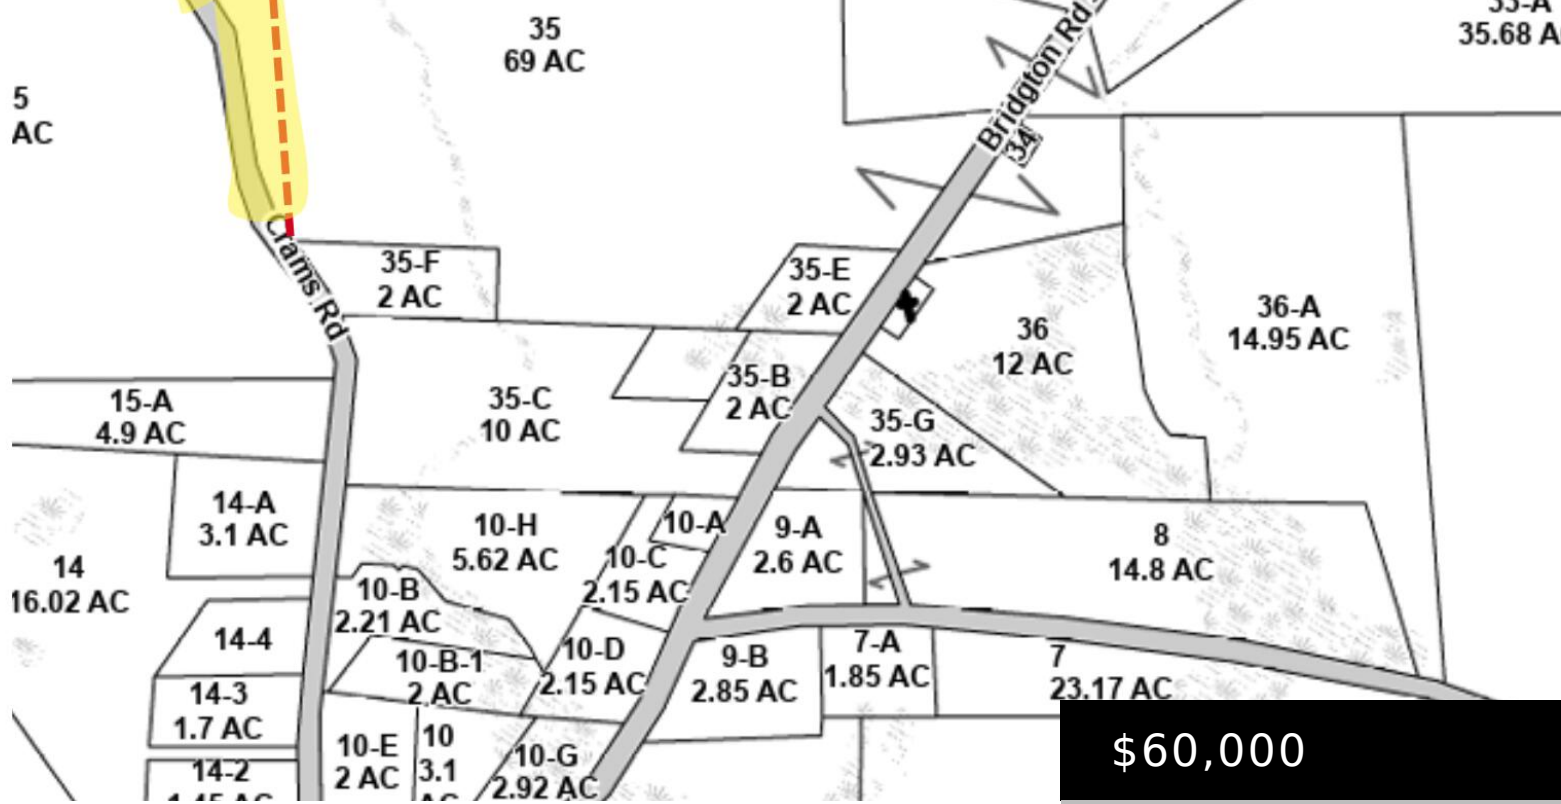 35-A
35
69 AC
35.68 A
Bridgton Rd
34
5
AC
Crams Rd
35-F
2 AC
35-E
2 AC
36
12 AC
36-A
14.95 AC
15-A
4.9 AC
35-C
10 AC
35-B
2 AC
35-G
2.93 AC
14-A
3.1 AC
10-H
5.62 AC
10-A
9-A
2.6 AC
8
14.8 AC
10-C
2.15 AC
14
16.02 AC
10-B
2.21 AC
14-4
10-B-1
2 AC
10-D
2.15 AC
9-B
2.85 AC
7-A
1.85 AC
7
23.17 AC
14-3
1.7 AC
10-E
2 AC
10
3.1
AC
10-G
2.92 AC
14-2
1.45 AC
$60,000